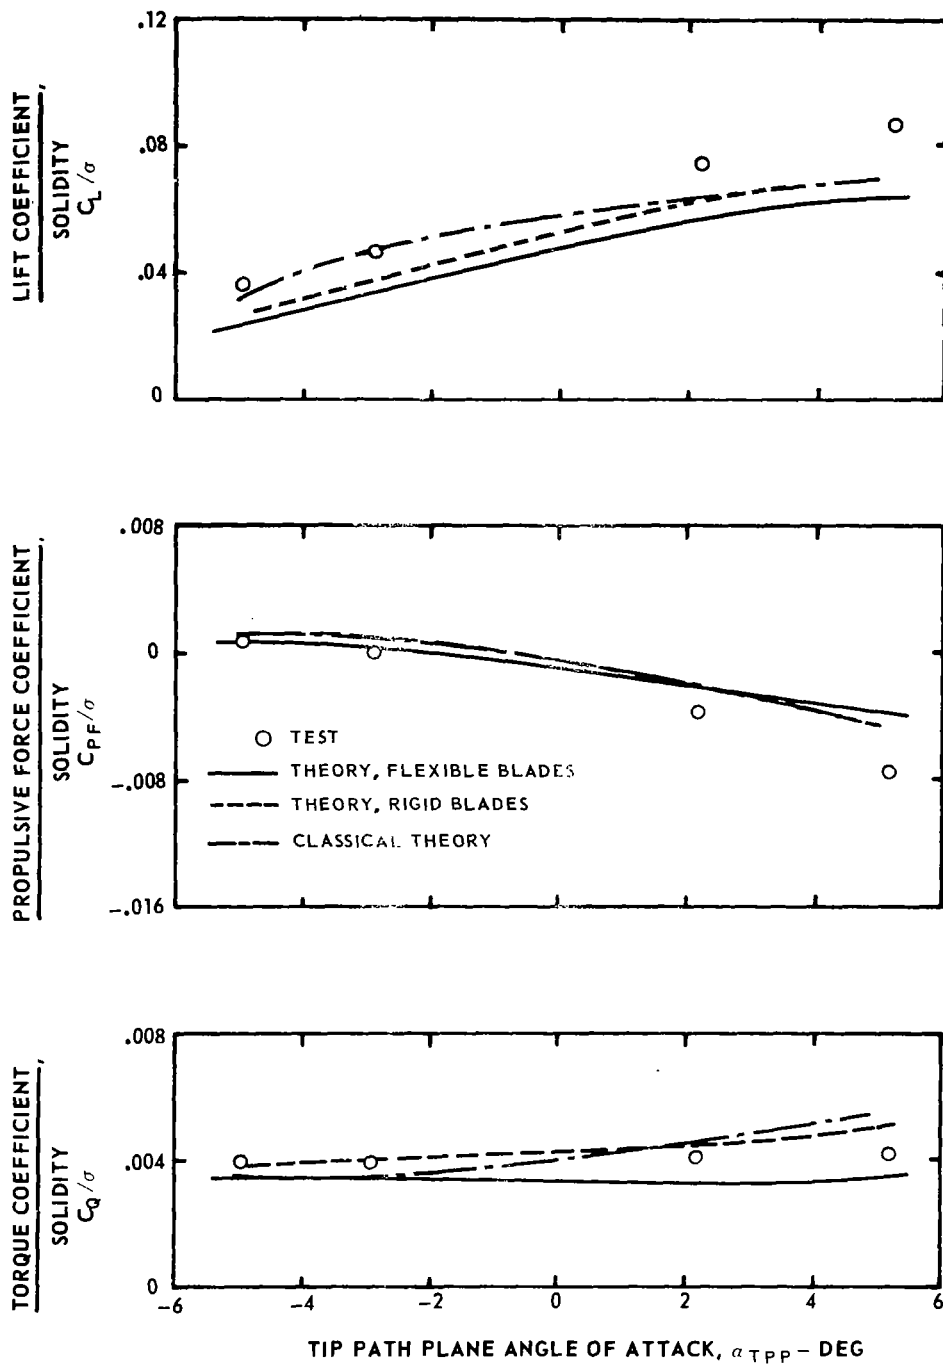 LIFT COEFFICIENT,
SOLIDITY
C_L/σ
.12
.08
.04
0
PROPULSIVE FORCE COEFFICIENT,
SOLIDITY
C_PF/σ
.008
0
-.008
-.016
TEST
THEORY, FLEXIBLE BLADES
THEORY, RIGID BLADES
CLASSICAL THEORY
TORQUE COEFFICIENT,
SOLIDITY
C_Q/σ
.008
.004
0
-6 -4 -2 0 2 4 6
TIP PATH PLANE ANGLE OF ATTACK, α_TPP - DEG